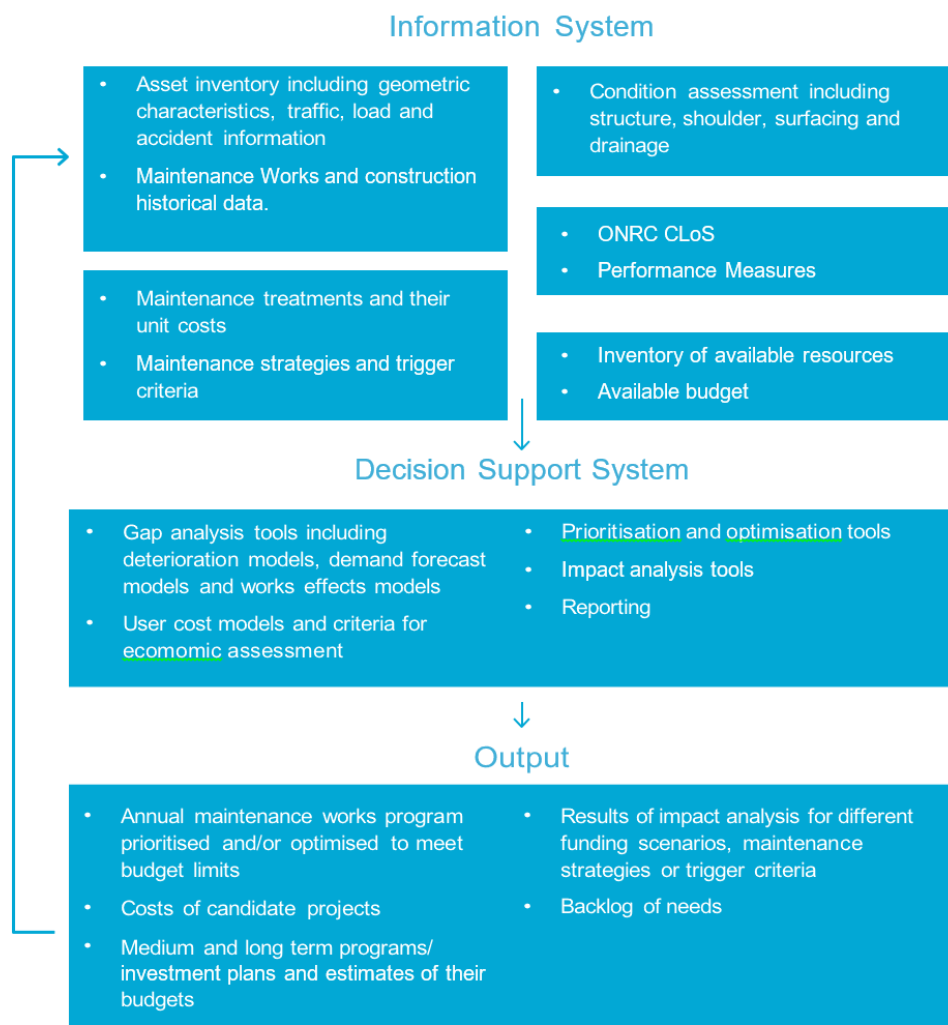 Information System
Asset inventory including geometric
characteristics, traffic, load and
accident information
Maintenance Works and construction
historical data.
Condition assessment including
structure, shoulder, surfacing and
drainage
ONRC CLoS
Performance Measures
Maintenance treatments and their
unit costs
Maintenance strategies and trigger
criteria
Inventory of available resources
Available budget
Decision Support System
Gap analysis tools including
deterioration models, demand forecast
models and works effects models
User cost models and criteria for
ecomomic assessment
Prioritisation and optimisation tools
Impact analysis tools
Reporting
Output
Annual maintenance works program
prioritised and/or optimised to meet
budget limits
Costs of candidate projects
Medium and long term programs/
investment plans and estimates of their
budgets
Results of impact analysis for different
funding scenarios, maintenance
strategies or trigger criteria
Backlog of needs